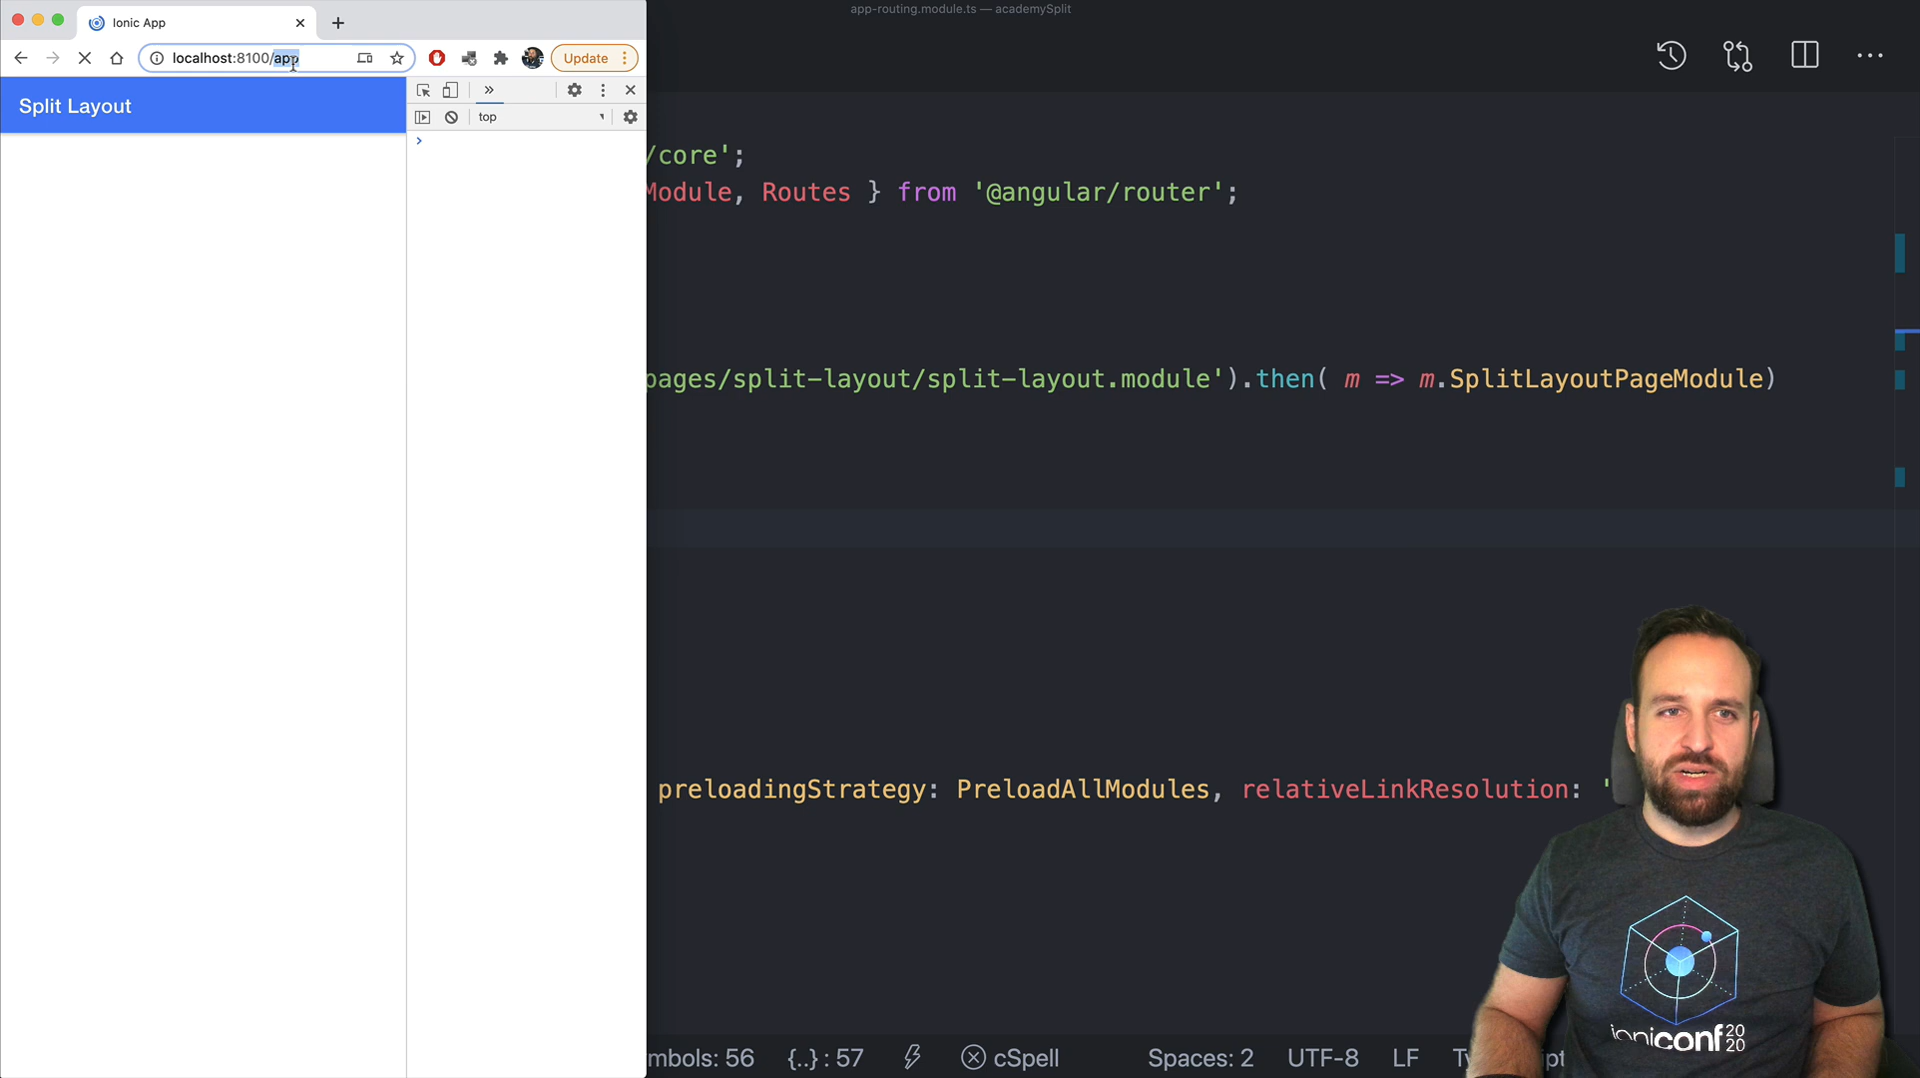 app-routing.module.ts — academySplit
Ionic App
localhost:8100/app
Update
Split Layout
top
/core';
Module, Routes } from '@angular/router';
pages/split-layout/split-layout.module').then( m => m.SplitLayoutPageModule)
preloadingStrategy: PreloadAllModules, relativeLinkResolution: '
ioniconf 20
20
mbols: 56 {..} : 57 cSpell Spaces: 2 UTF-8 LF